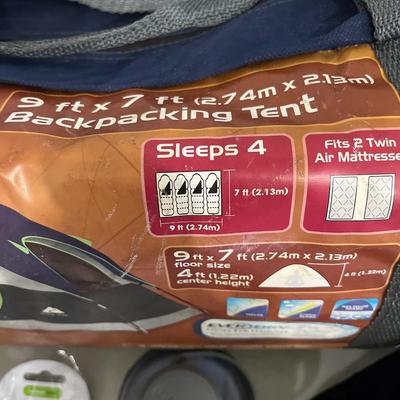 9 ft x 7 ft (2.74m x 2.13m)
Backpacking Tent
Sleeps 4
7 ft (2.13m)
9 ft (2.74m)
Fits 2 Twin
Air Mattresse
9 ft x 7 ft (2.74m x 2.13m)
floor size
4 ft (1.22m)
center height
4 ft (1.22m)